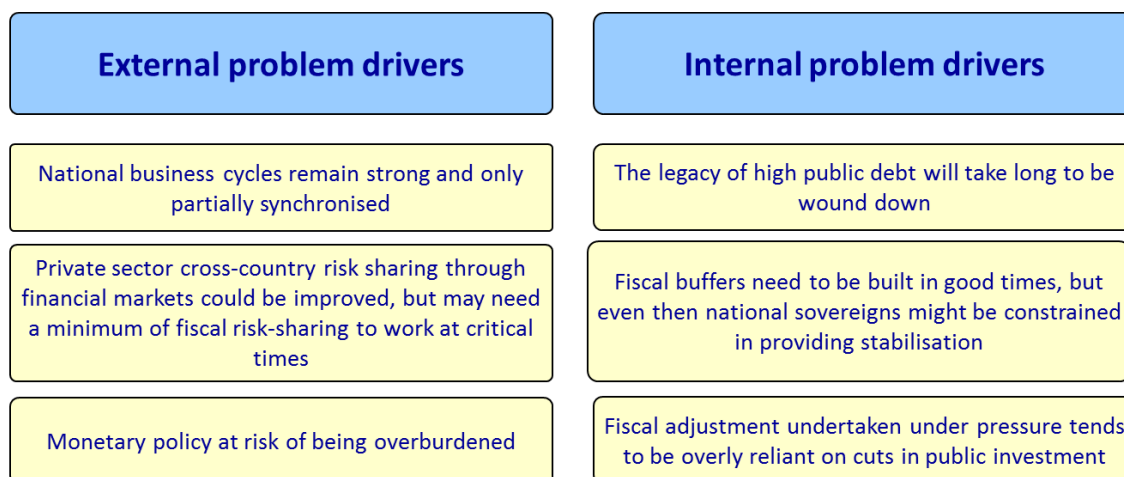 External problem drivers
National business cycles remain strong and only
partially synchronised
Private sector cross-country risk sharing through
financial markets could be improved, but may need
a minimum of fiscal risk-sharing to work at critical
times
Monetary policy at risk of being overburdened
Internal problem drivers
The legacy of high public debt will take long to be
wound down
Fiscal buffers need to be built in good times, but
even then national sovereigns might be constrained
in providing stabilisation
Fiscal adjustment undertaken under pressure tends
to be overly reliant on cuts in public investment